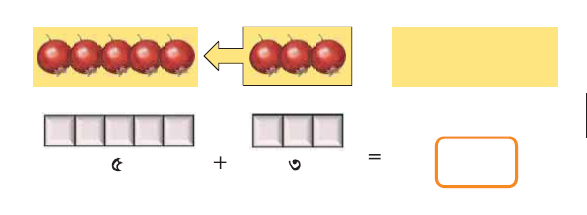 ৫ + ৩ =